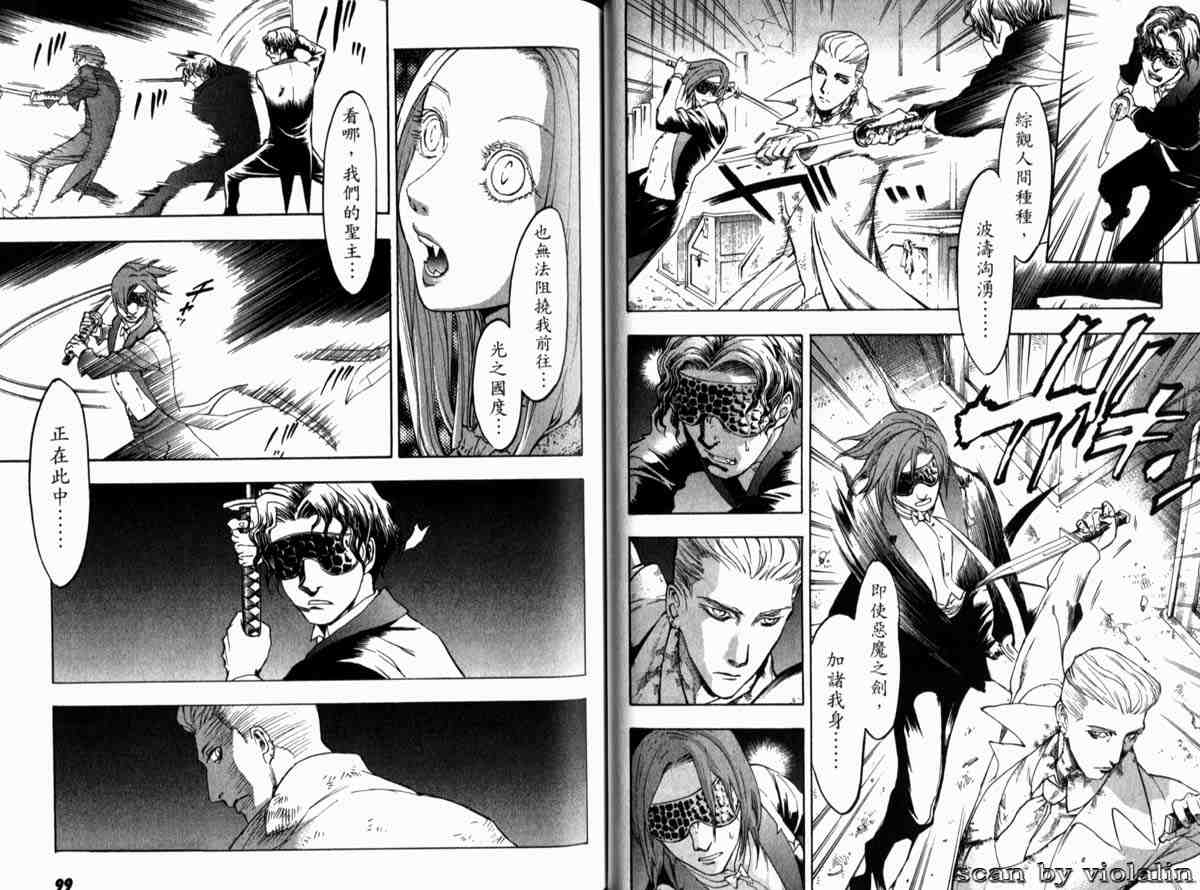 綜觀人間種種，
波濤洶湧……
即使惡魔之劍，
加諸我身……
也無法阻撓我前往…
光之國度…
看哪，我們的聖主…
正在此中……
99
scan by violalin